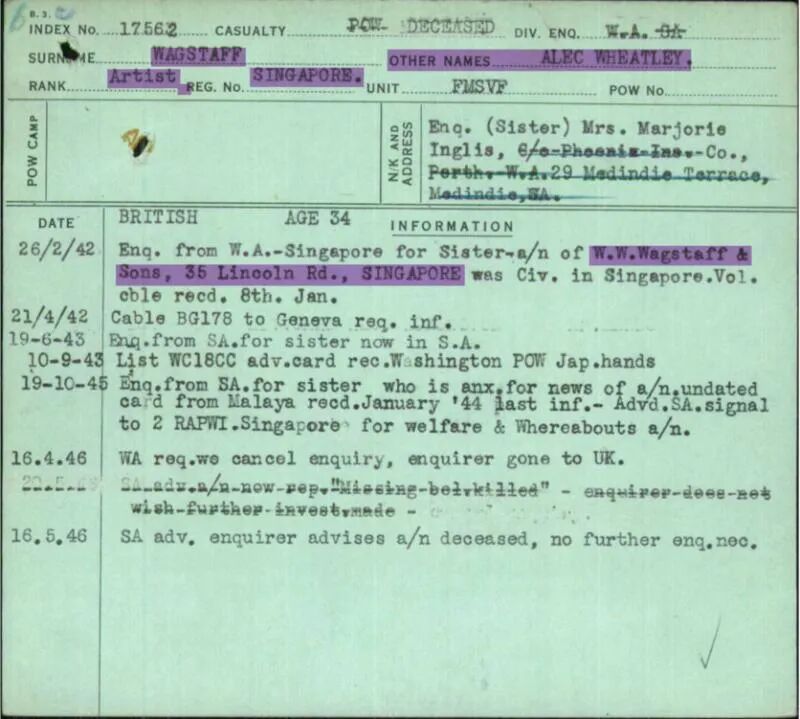 B.3.
INDEX No. 17562 CASUALTY POW DECEASED DIV. ENQ. W.A. SA
SURNAME WAGSTAFF OTHER NAMES ALEC WHEATLEY.
RANK Artist REG. No. SINGAPORE. UNIT FMSVF POW No.
POW CAMP
N/K AND ADDRESS
Enq. (Sister) Mrs. Marjorie
Inglis, C/o Phoenix Ins. Co.,
Perth. W.A. 29 Medindie Terrace,
Medindie, SA.
DATE BRITISH AGE 34 INFORMATION
26/2/42 Enq. from W.A.-Singapore for Sister-a/n of W.W.Wagstaff &
Sons, 35 Lincoln Rd., SINGAPORE was Civ. in Singapore.Vol.
cble recd. 8th. Jan.
21/4/42 Cable BG178 to Geneva req. inf.
19-6-43 Enq.from SA.for sister now in S.A.
10-9-43 List WC18CC adv.card rec.Washington POW Jap.hands
19-10-45 Enq.from SA.for sister who is anx.for news of a/n.undated
card from Malaya recd.January '44 last inf.- Advd.SA.signal
to 2 RAPWI.Singapore for welfare & Whereabouts a/n.
16.4.46 WA req.we cancel enquiry, enquirer gone to UK.
SA adv.a/n now rep."Missing bel.killed" - enquirer does not
wish further invest.made -
16.5.46 SA adv. enquirer advises a/n deceased, no further enq.nec.